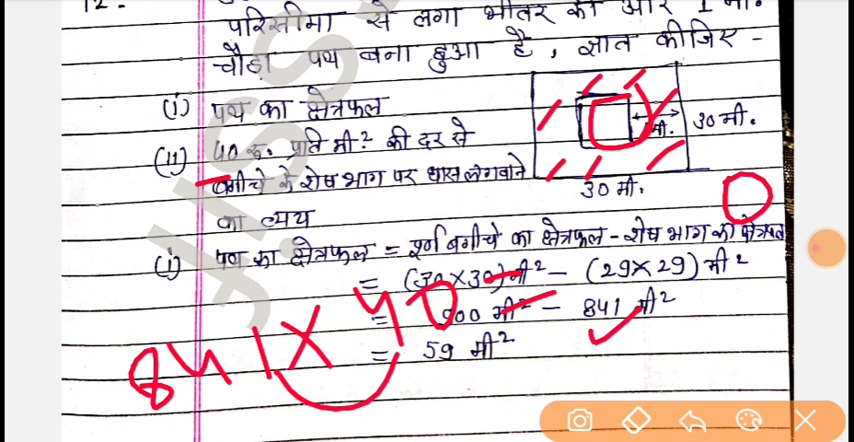 12-
परिसीमा से लगा भीतर की ओर 1 मी.
चौड़ा पथ बना हुआ है, ज्ञात कीजिए -
(i) पथ का क्षेत्रफल
(ii) 40 रु. प्रति मी² की दर से
बगीचे के शेष भाग पर घास लगवाने
का व्यय
मी. 30 मी.
30 मी.
(i) पथ का क्षेत्रफल = पूर्ण बगीचे का क्षेत्रफल - शेष भाग का क्षेत्रफल
= (30×30) मी² - (29×29) मी²
= 900 मी² - 841 मी²
= 59 मी²
841 × 40